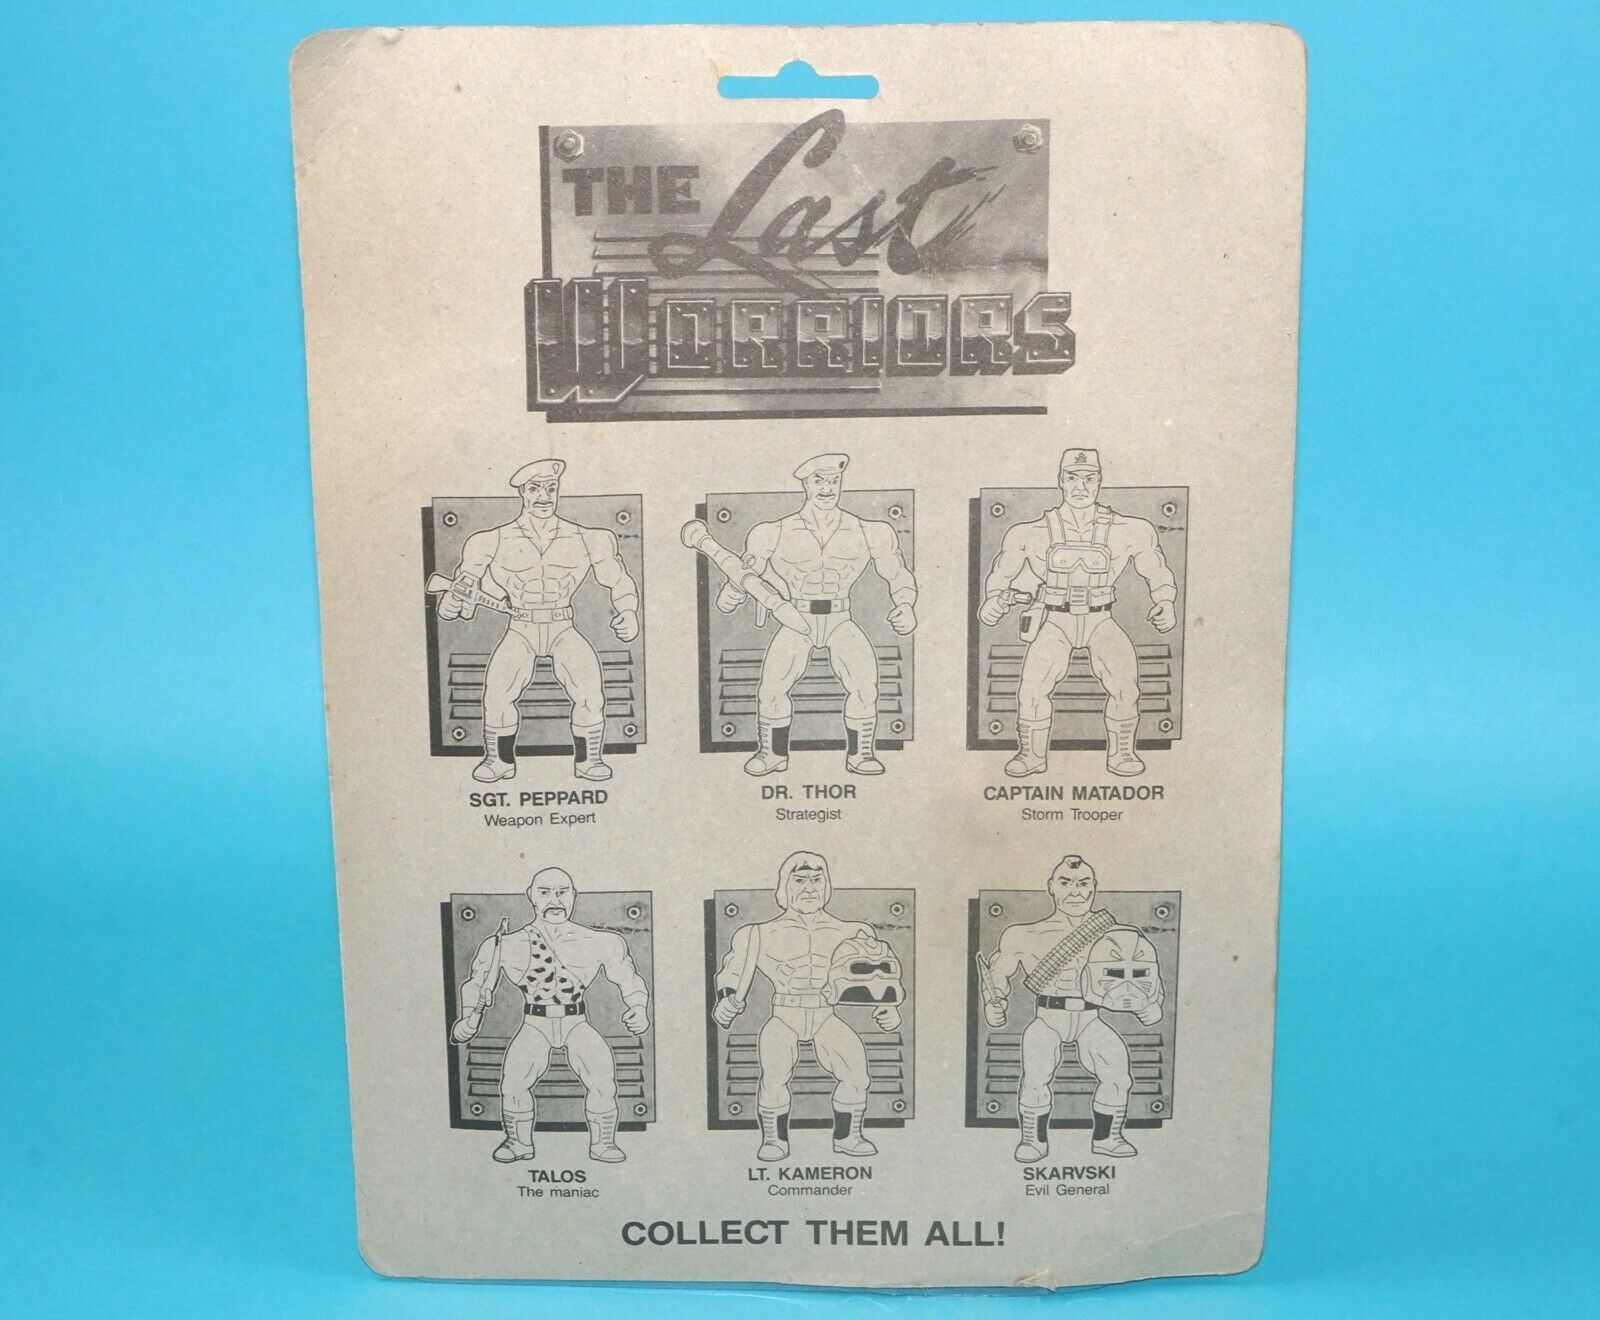 THE Last
WORRIORS
SGT. PEPPARD
Weapon Expert
DR. THOR
Strategist
CAPTAIN MATADOR
Storm Trooper
TALOS
The maniac
LT. KAMERON
Commander
SKARVSKI
Evil General
COLLECT THEM ALL!